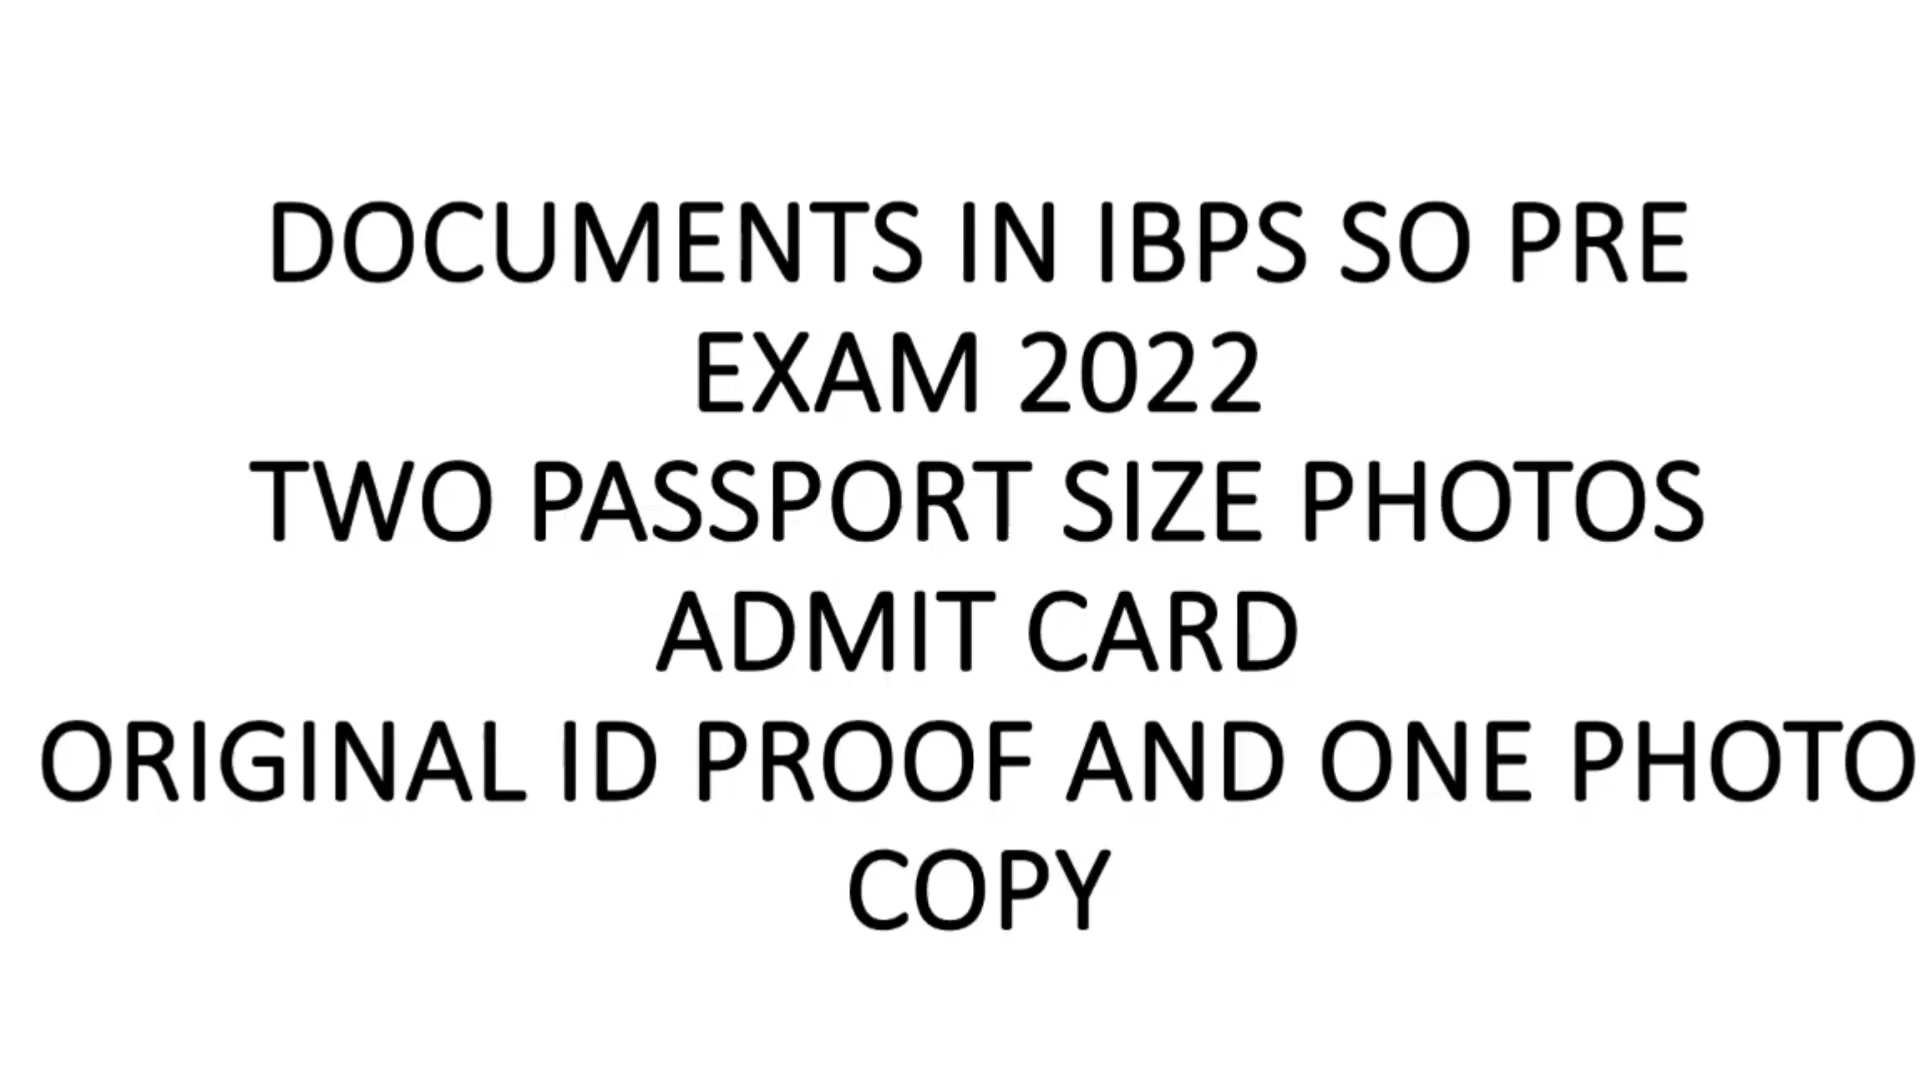 DOCUMENTS IN IBPS SO PRE
EXAM 2022
TWO PASSPORT SIZE PHOTOS
ADMIT CARD
ORIGINAL ID PROOF AND ONE PHOTO
COPY